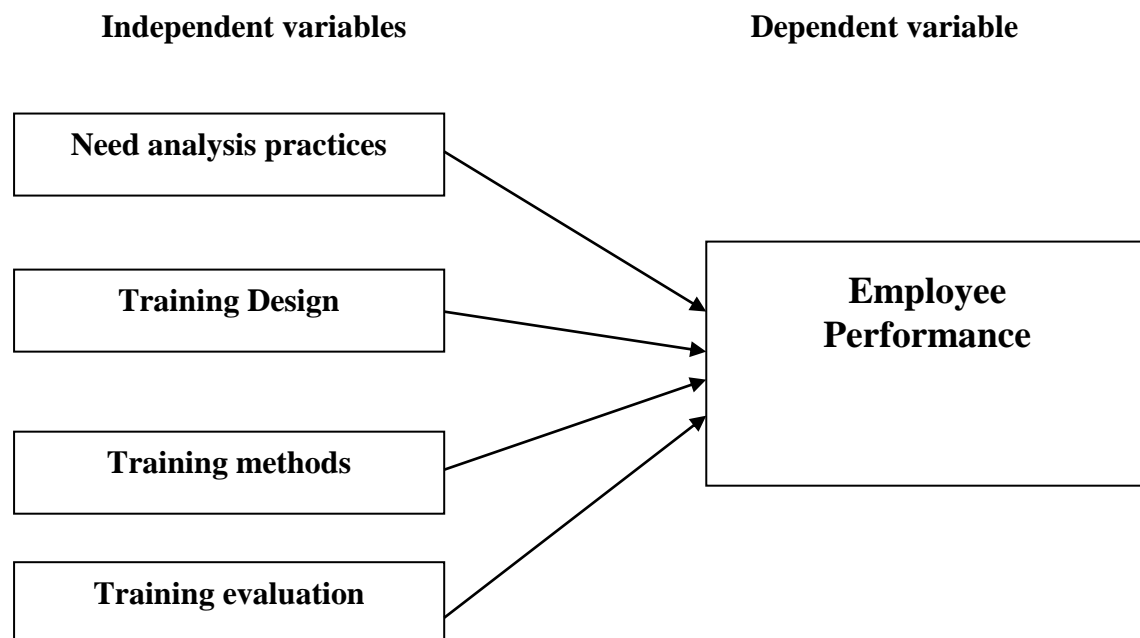 Independent variables
Dependent variable
Need analysis practices
Training Design
Employee
Performance
Training methods
Training evaluation